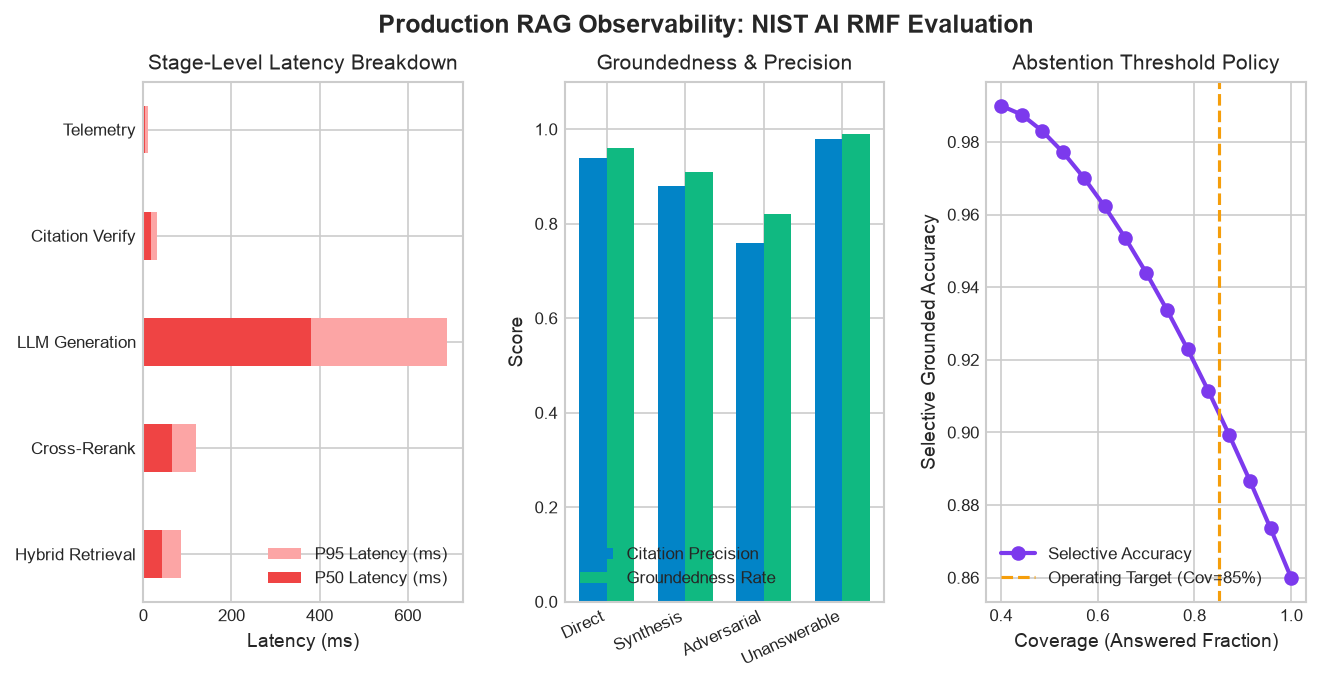 Production RAG Observability: NIST AI RMF Evaluation
Stage-Level Latency Breakdown
Telemetry
Citation Verify
LLM Generation
Cross-Rerank
Hybrid Retrieval
P95 Latency (ms)
P50 Latency (ms)
0 200 400 600
Latency (ms)
Groundedness & Precision
Score
1.0
0.8
0.6
0.4
0.2
0.0
Citation Precision
Groundedness Rate
Direct
Synthesis
Adversarial
Unanswerable
Abstention Threshold Policy
Selective Grounded Accuracy
0.98
0.96
0.94
0.92
0.90
0.88
0.86
Selective Accuracy
Operating Target (Cov=85%)
0.4 0.6 0.8 1.0
Coverage (Answered Fraction)